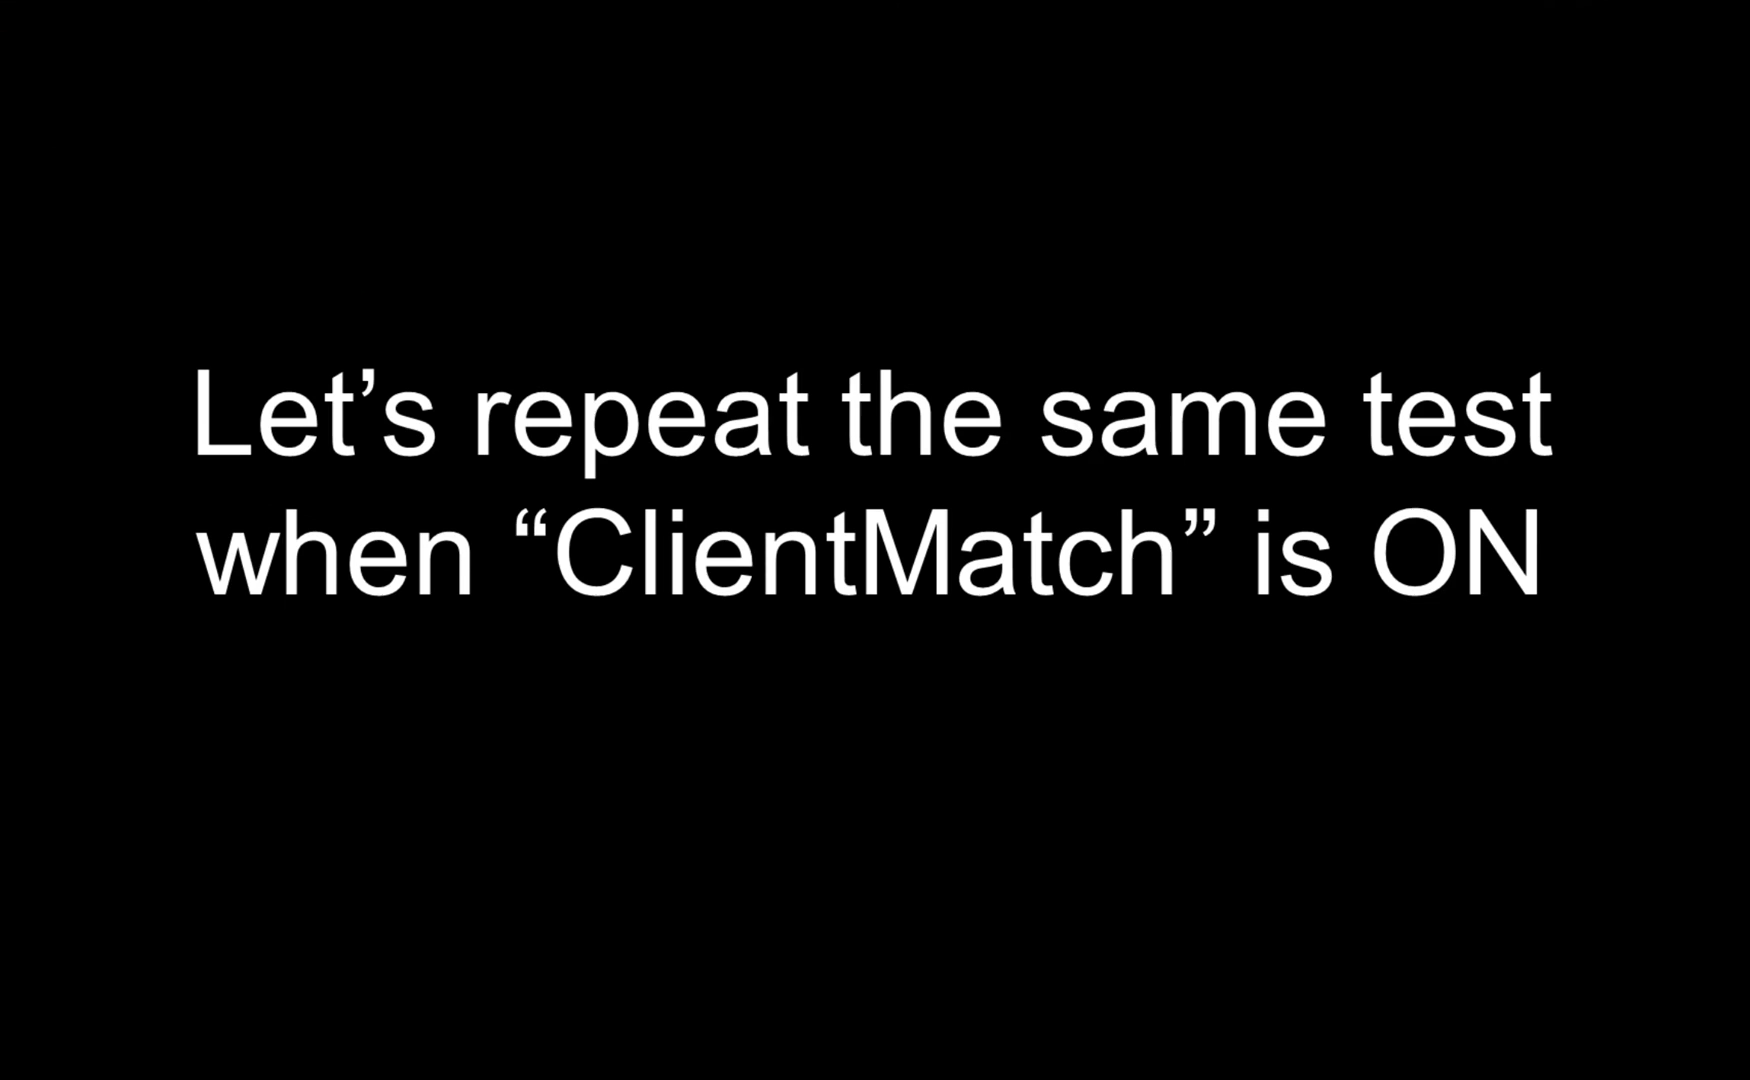 Let’s repeat the same test
when “ClientMatch” is ON